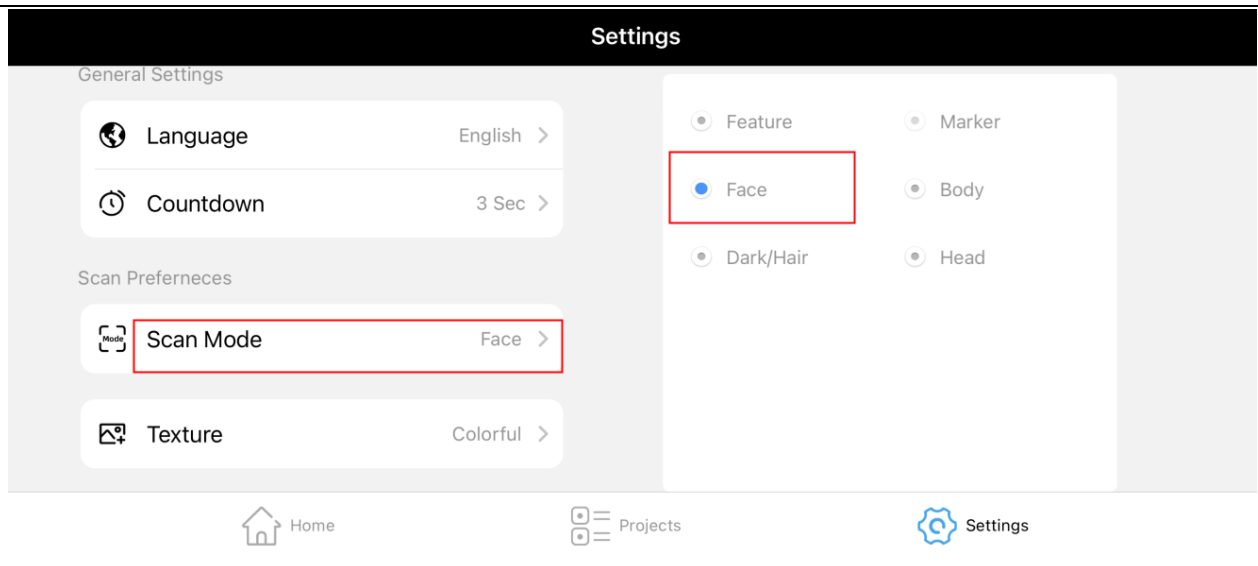 Settings
General Settings
Language English
Countdown 3 Sec
Scan Preferneces
Mode Scan Mode Face
Texture Colorful
Feature Marker
Face Body
Dark/Hair Head
Home Projects Settings